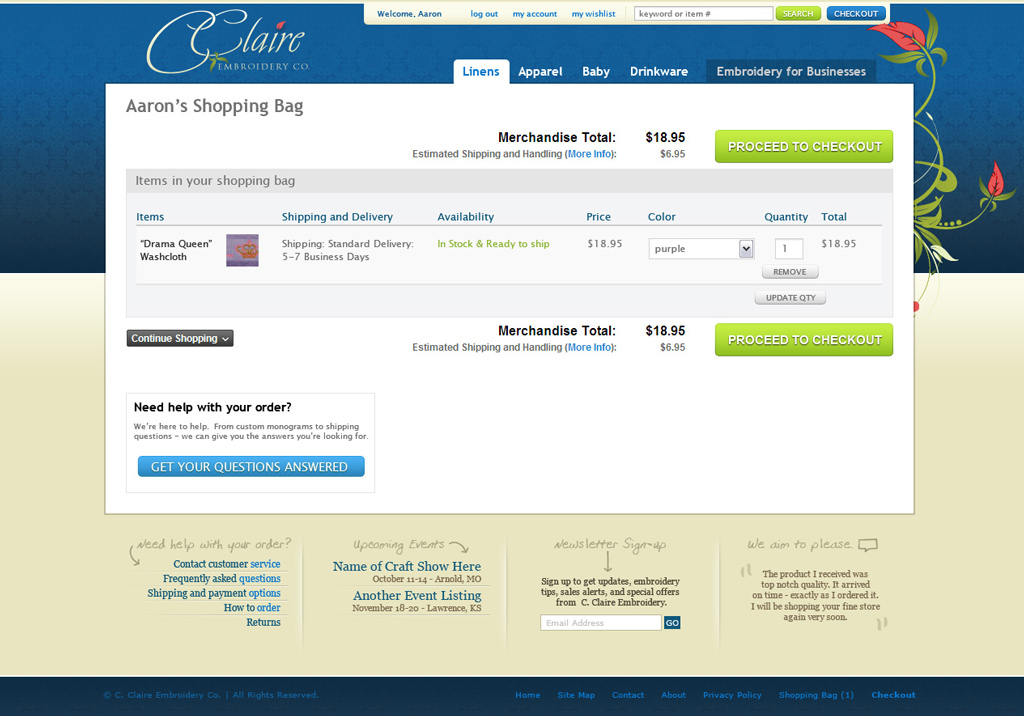 Welcome, Aaron log out my account my wishlist keyword or item # SEARCH CHECKOUT
C Claire
EMBROIDERY CO.
Linens Apparel Baby Drinkware Embroidery for Businesses
Aaron's Shopping Bag
Merchandise Total: $18.95
Estimated Shipping and Handling (More Info): $6.95
PROCEED TO CHECKOUT
Items in your shopping bag
Items Shipping and Delivery Availability Price Color Quantity Total
"Drama Queen" Washcloth
Shipping: Standard Delivery:
5-7 Business Days
In Stock & Ready to ship
$18.95 purple 1 $18.95
REMOVE
UPDATE QTY
Continue Shopping
Merchandise Total: $18.95
Estimated Shipping and Handling (More Info): $6.95
PROCEED TO CHECKOUT
Need help with your order?
We're here to help. From custom monograms to shipping
questions - we can give you the answers you're looking for.
GET YOUR QUESTIONS ANSWERED
Need help with your order?
Contact customer service
Frequently asked questions
Shipping and payment options
How to order
Returns
Upcoming Events
Name of Craft Show Here
October 11-14 - Arnold, MO
Another Event Listing
November 18-20 - Lawrence, KS
Newsletter Sign-up
Sign up to get updates, embroidery
tips, sales alerts, and special offers
from C. Claire Embroidery.
Email Address GO
We aim to please.
" The product I received was
top notch quality. It arrived
on time - exactly as I ordered it.
I will be shopping your fine store
again very soon. "
© C. Claire Embroidery Co. | All Rights Reserved.
Home Site Map Contact About Privacy Policy Shopping Bag (1) Checkout